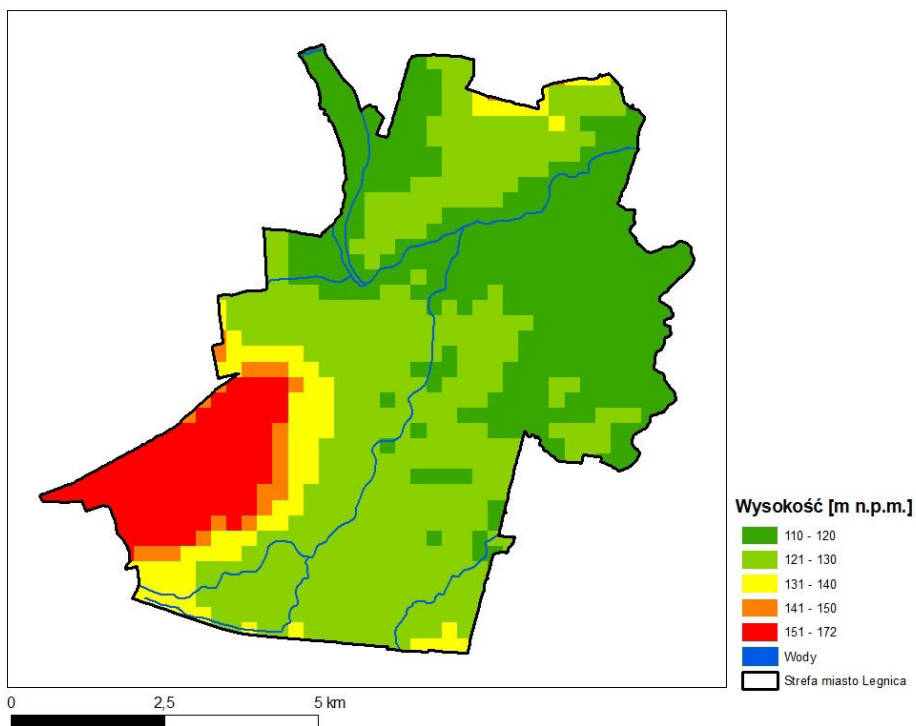 Wysokość [m n.p.m.]
110 - 120
121 - 130
131 - 140
141 - 150
151 - 172
Wody
Strefa miasto Legnica
0 2,5 5 km